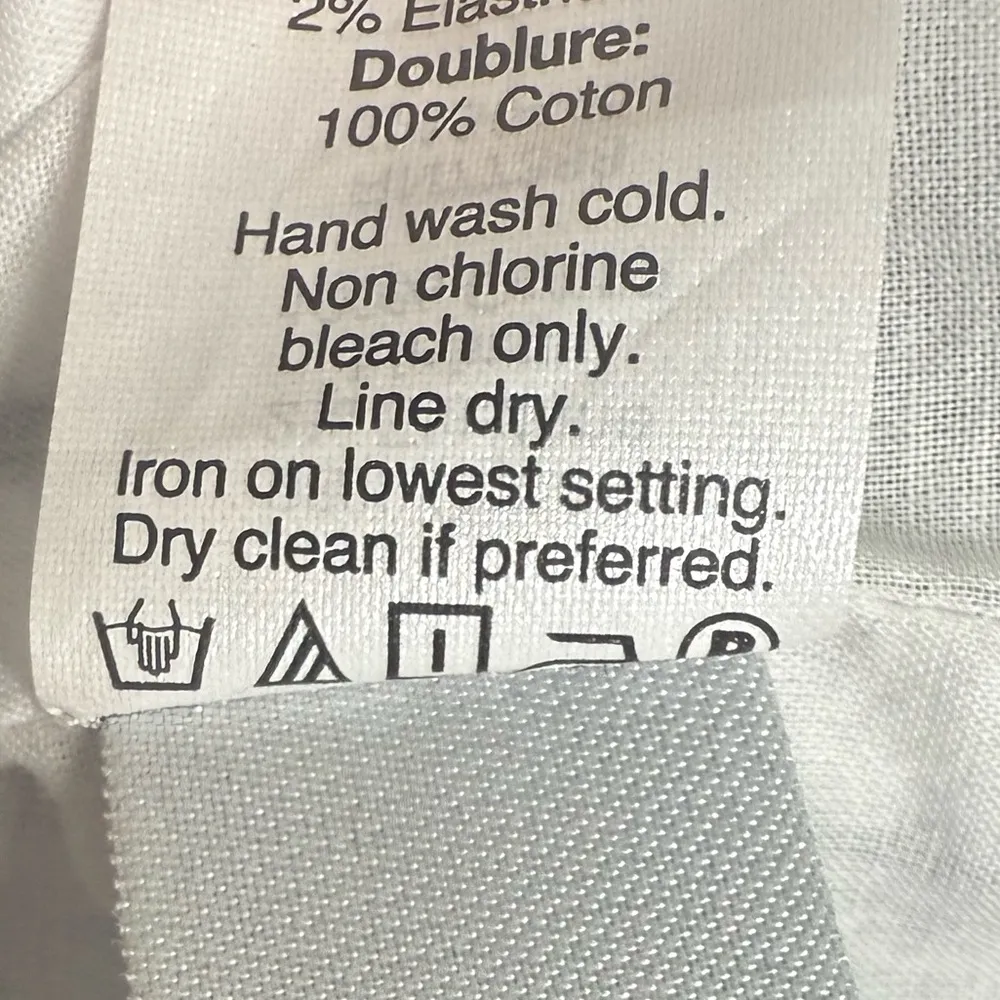 2%
Doublure:
100% Coton
Hand wash cold.
Non chlorine
bleach only.
Line dry.
Iron on lowest setting.
Dry clean if preferred.
P